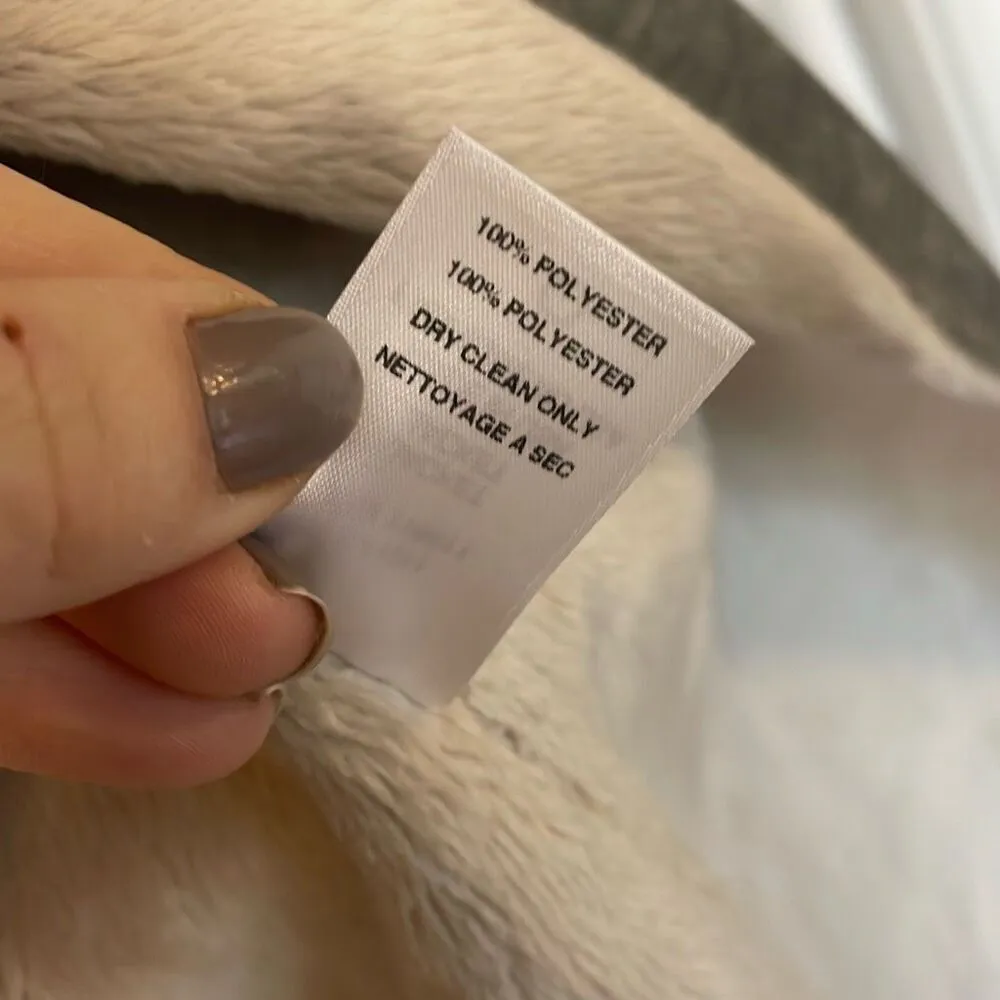 100% POLYESTER
100% POLYESTER
DRY CLEAN ONLY
NETTOYAGE A SEC